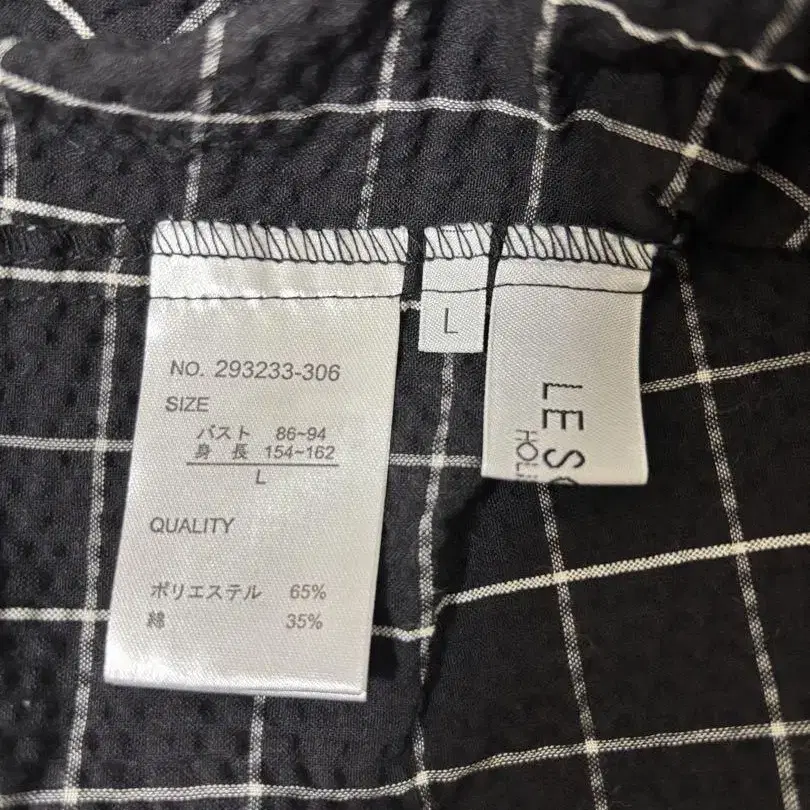 NO. 293233-306
SIZE
バスト 86~94
身 長 154~162
L
QUALITY
ポリエステル 65%
綿 35%
L
LE